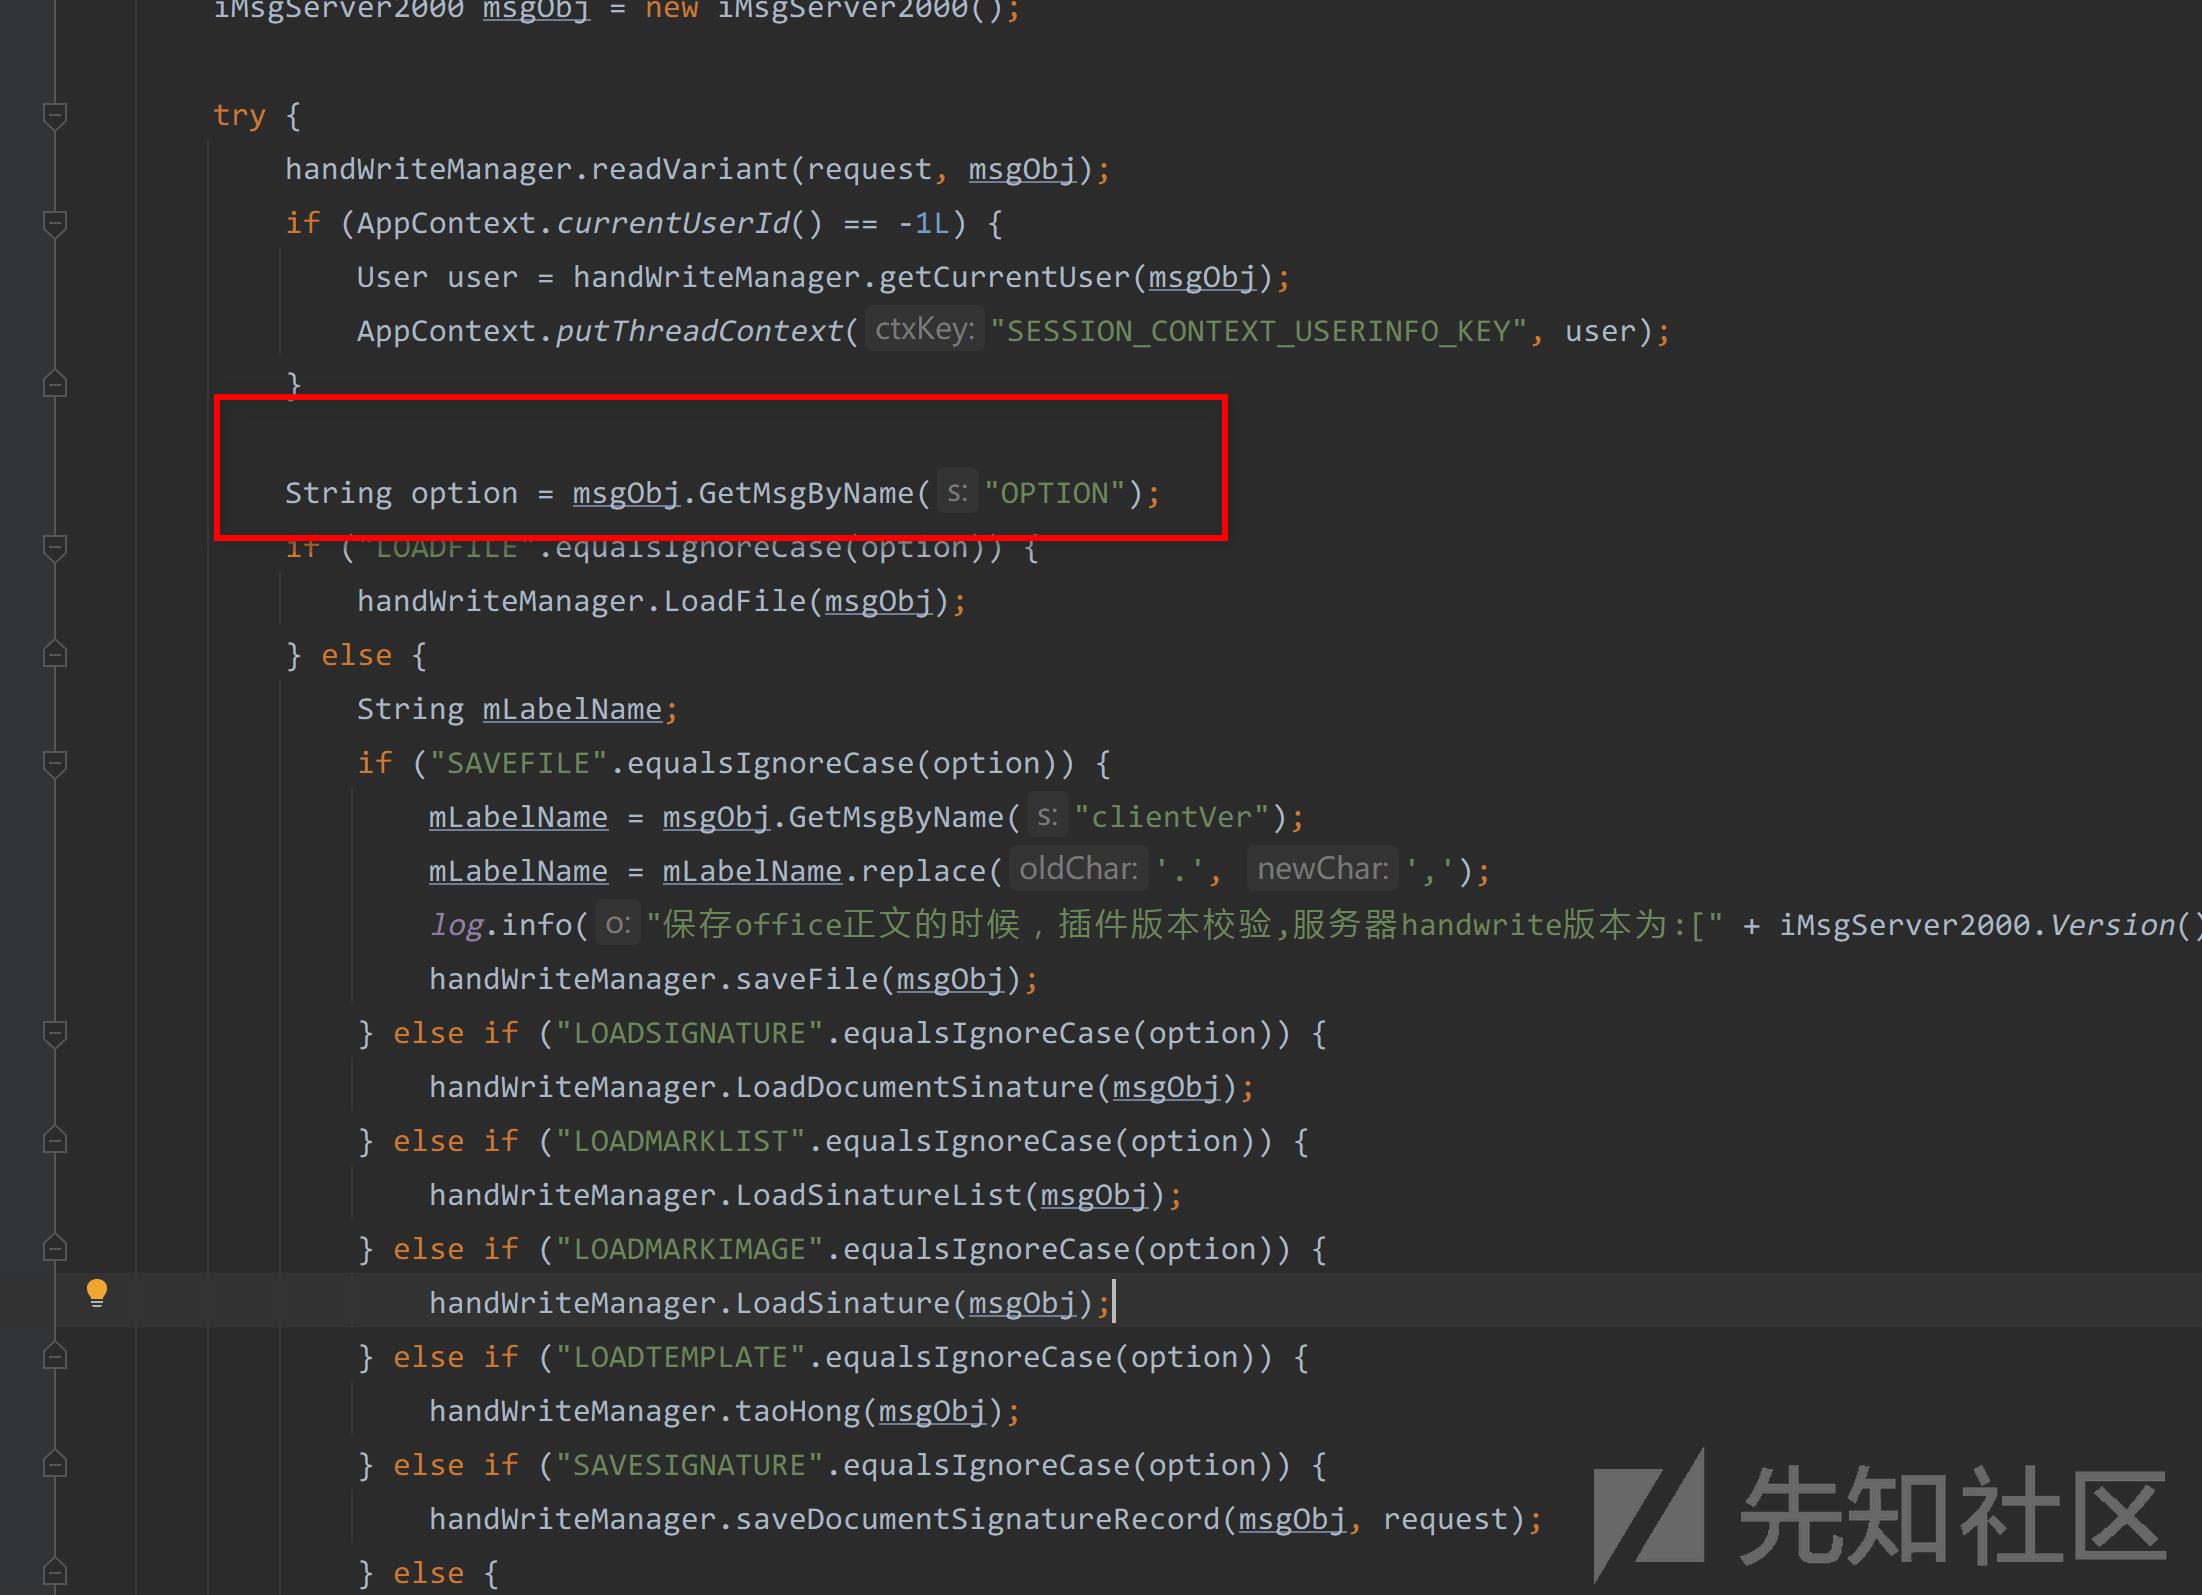 iMsgServer2000 msgObj = new iMsgServer2000();
try {
handWriteManager.readVariant(request, msgObj);
if (AppContext.currentUserId() == -1L) {
User user = handWriteManager.getCurrentUser(msgObj);
AppContext.putThreadContext( ctxKey: "SESSION_CONTEXT_USERINFO_KEY", user);
}
String option = msgObj.GetMsgByName( s: "OPTION");
if ("LOADFILE".equalsIgnoreCase(option)) {
handWriteManager.LoadFile(msgObj);
} else {
String mLabelName;
if ("SAVEFILE".equalsIgnoreCase(option)) {
mLabelName = msgObj.GetMsgByName( s: "clientVer");
mLabelName = mLabelName.replace( oldChar: '.', newChar: ',');
log.info( o: "保存office正文的时候，插件版本校验,服务器handwrite版本为:[" + iMsgServer2000.Version()
handWriteManager.saveFile(msgObj);
} else if ("LOADSIGNATURE".equalsIgnoreCase(option)) {
handWriteManager.LoadDocumentSinature(msgObj);
} else if ("LOADMARKLIST".equalsIgnoreCase(option)) {
handWriteManager.LoadSinatureList(msgObj);
} else if ("LOADMARKIMAGE".equalsIgnoreCase(option)) {
handWriteManager.LoadSinature(msgObj);
} else if ("LOADTEMPLATE".equalsIgnoreCase(option)) {
handWriteManager.taoHong(msgObj);
} else if ("SAVESIGNATURE".equalsIgnoreCase(option)) {
handWriteManager.saveDocumentSignatureRecord(msgObj, request);
} else {
先知社区